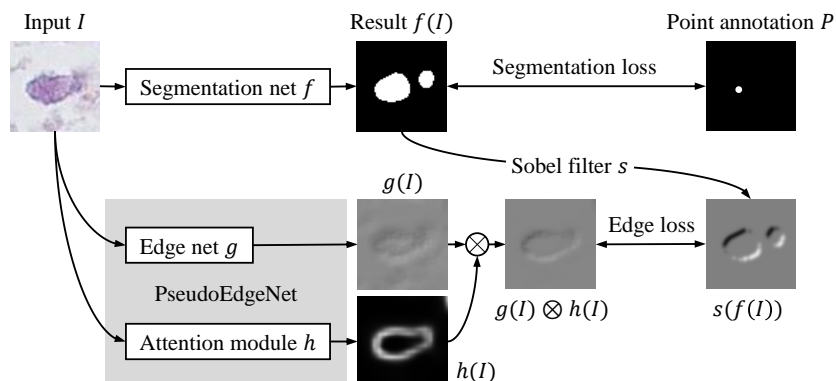 Input I
Result f(I)
Point annotation P
Segmentation net f
Segmentation loss
Sobel filter s
g(I)
Edge net g
Edge loss
PseudoEdgeNet
g(I) ⊗ h(I)
s(f(I))
Attention module h
h(I)